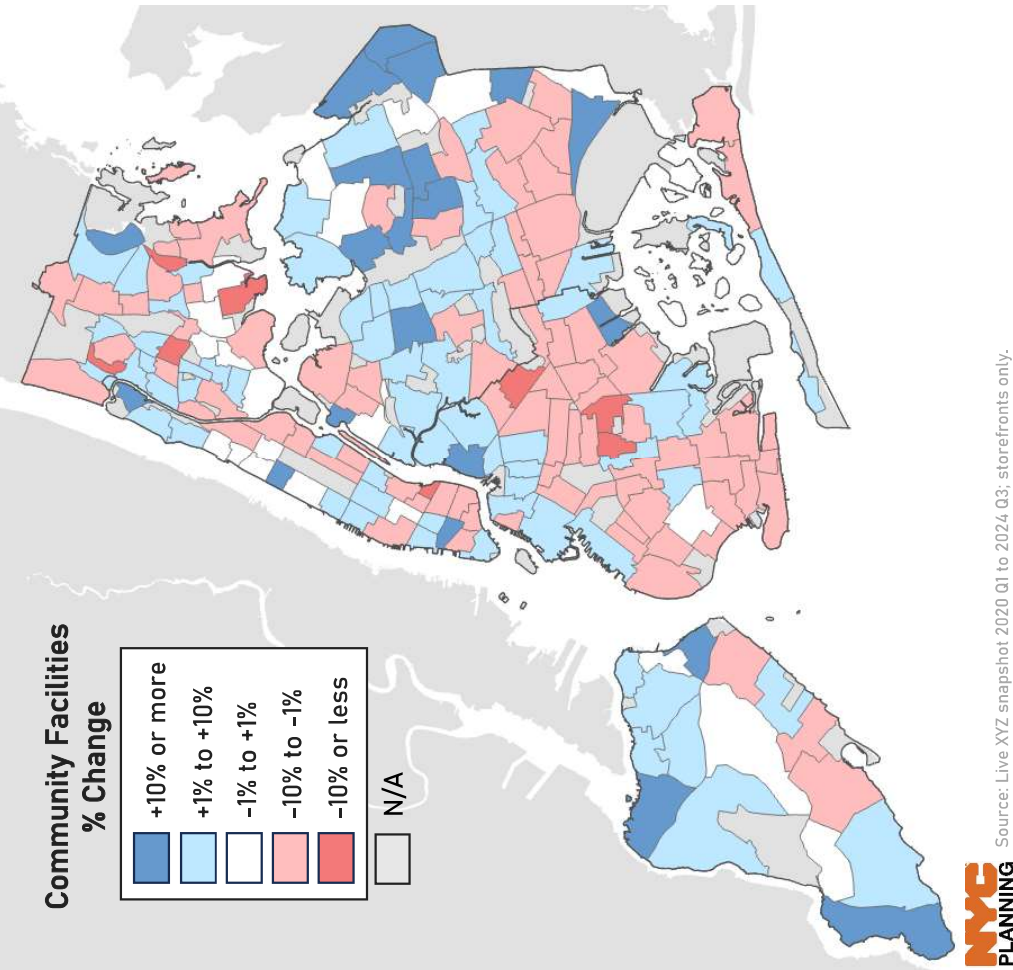 Community Facilities
% Change
+10% or more
+1% to +10%
-1% to +1%
-10% to -1%
-10% or less
N/A
NYC
PLANNING
Source: Live XYZ snapshot 2020 Q1 to 2024 Q3; storefronts only.